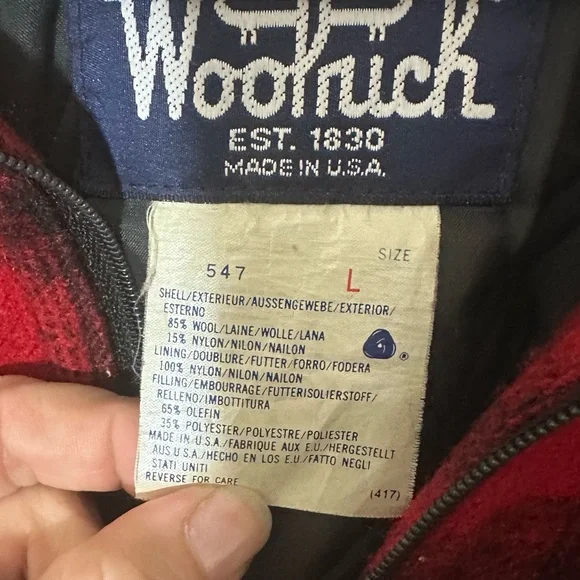 Woolrich
EST. 1830
MADE IN U.S.A.
SIZE
547 L
SHELL/EXTERIEUR/AUSSENGEWEBE/EXTERIOR/
ESTERNO
85% WOOL/LAINE/WOLLE/LANA
15% NYLON/NILON/NAILON
LINING/DOUBLURE/FUTTER/FORRO/FODERA
100% NYLON/NILON/NAILON
FILLING/EMBOURRAGE/FUTTERISOLIERSTOFF/
RELLENO/IMBOTTITURA
65% OLEFIN
35% POLYESTER/POLYESTRE/POLIESTER
MADE IN U.S.A./FABRIQUE AUX E.U./HERGESTELLT
AUS U.S.A./HECHO EN LOS E.U./FATTO NEGLI
STATI UNITI
REVERSE FOR CARE (417)